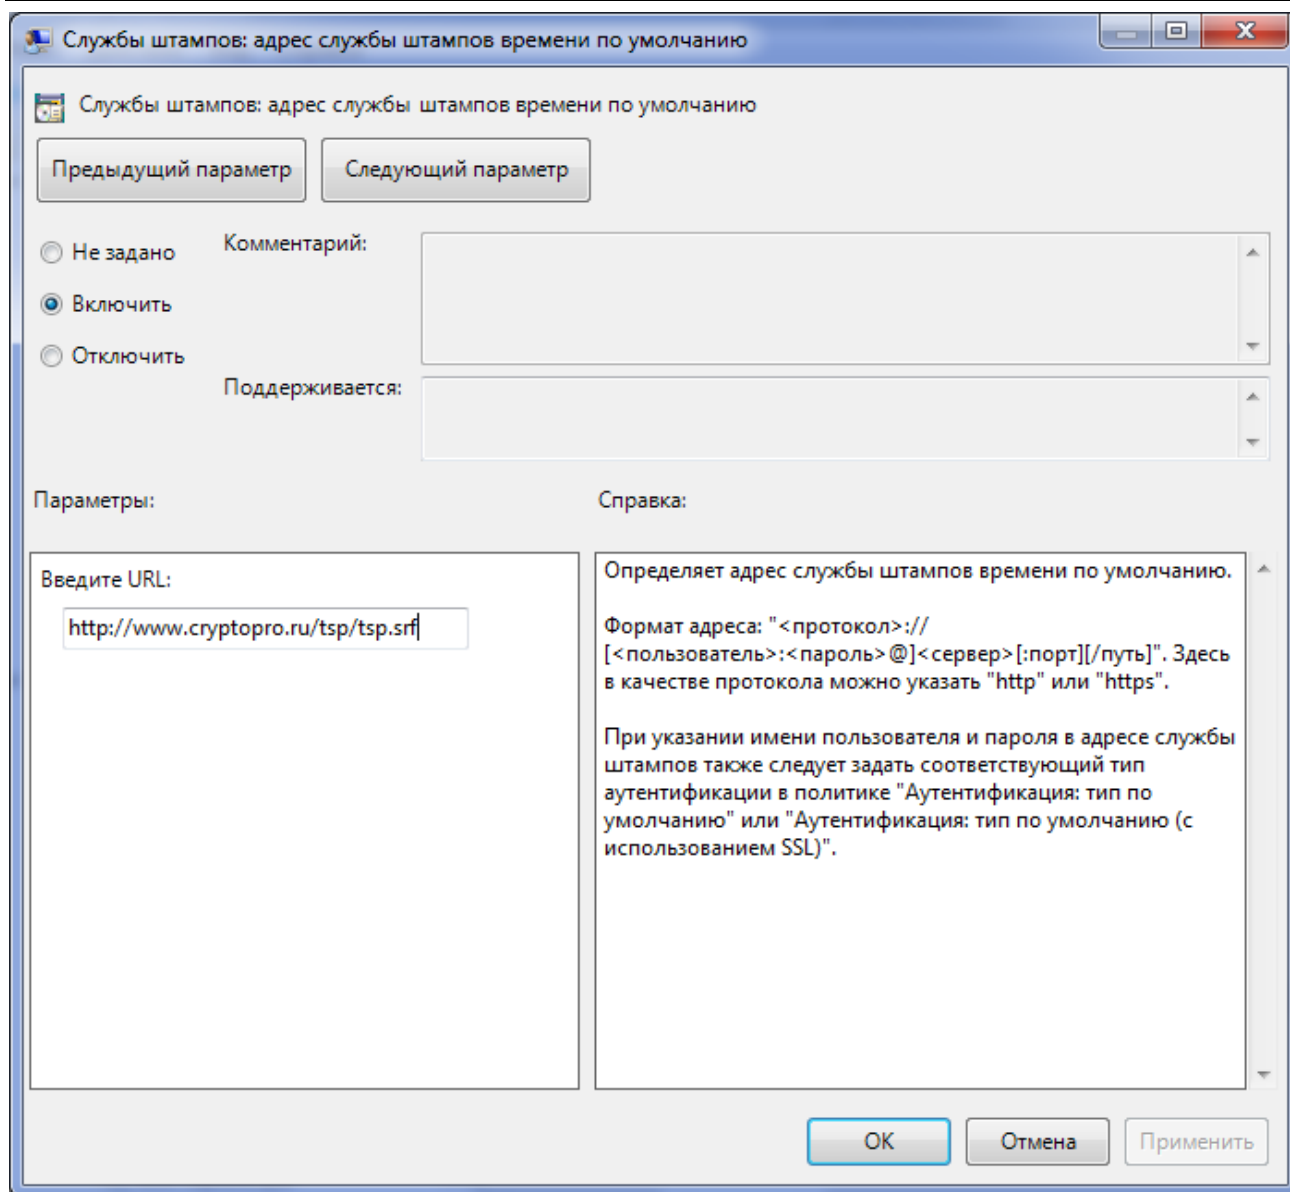 Службы штампов: адрес службы штампов времени по умолчанию
Службы штампов: адрес службы штампов времени по умолчанию
Предыдущий параметр
Следующий параметр
Не задано
Комментарий:
Включить
Отключить
Поддерживается:
Параметры:
Справка:
Введите URL:
http://www.cryptopro.ru/tsp/tsp.srf
Определяет адрес службы штампов времени по умолчанию.
Формат адреса: "<протокол>://
[<пользователь>:<пароль>@]<сервер>[:порт][/путь]". Здесь
в качестве протокола можно указать "http" или "https".
При указании имени пользователя и пароля в адресе службы
штампов также следует задать соответствующий тип
аутентификации в политике "Аутентификация: тип по
умолчанию" или "Аутентификация: тип по умолчанию (с
использованием SSL)".
ОК
Отмена
Применить